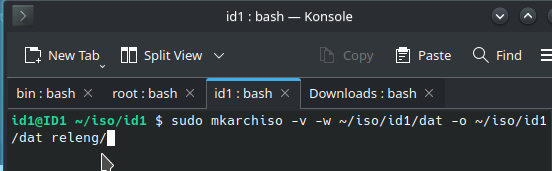 id1 : bash — Konsole
New Tab Split View Copy Paste Find
bin : bash root : bash id1 : bash Downloads : bash
id1@ID1 ~/iso/id1 $ sudo mkarchiso -v -w ~/iso/id1/dat -o ~/iso/id1
/dat releng/